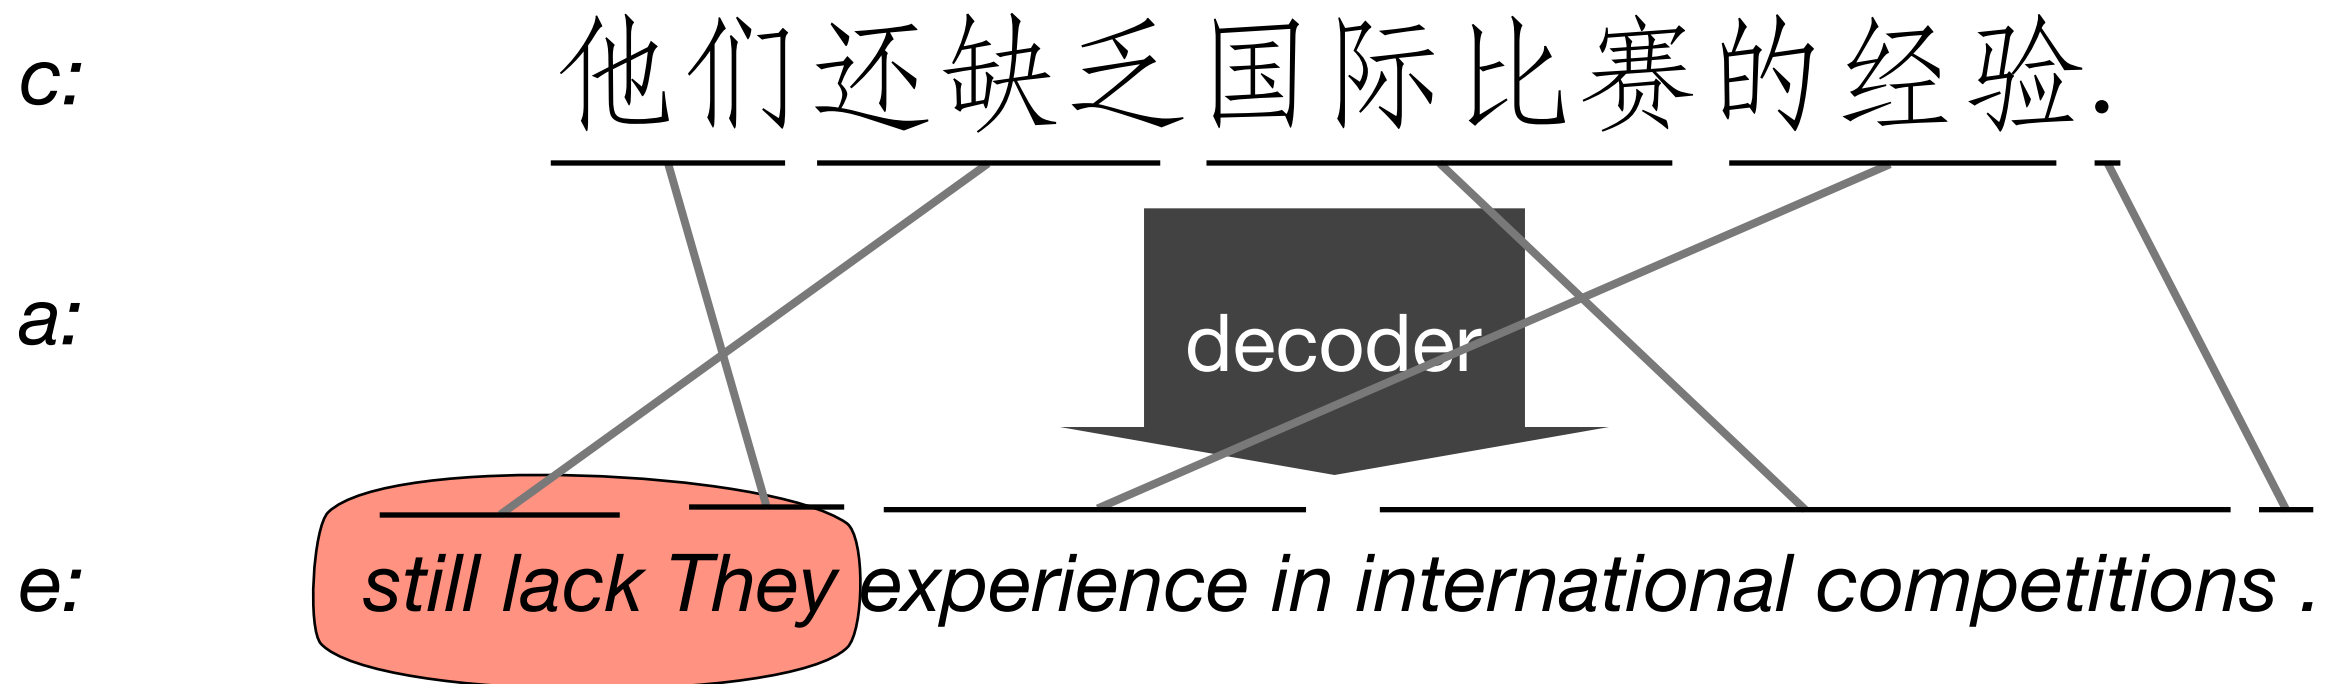 c: 他们还缺乏国际比赛的经验.
a:
decoder
e: still lack They experience in international competitions .